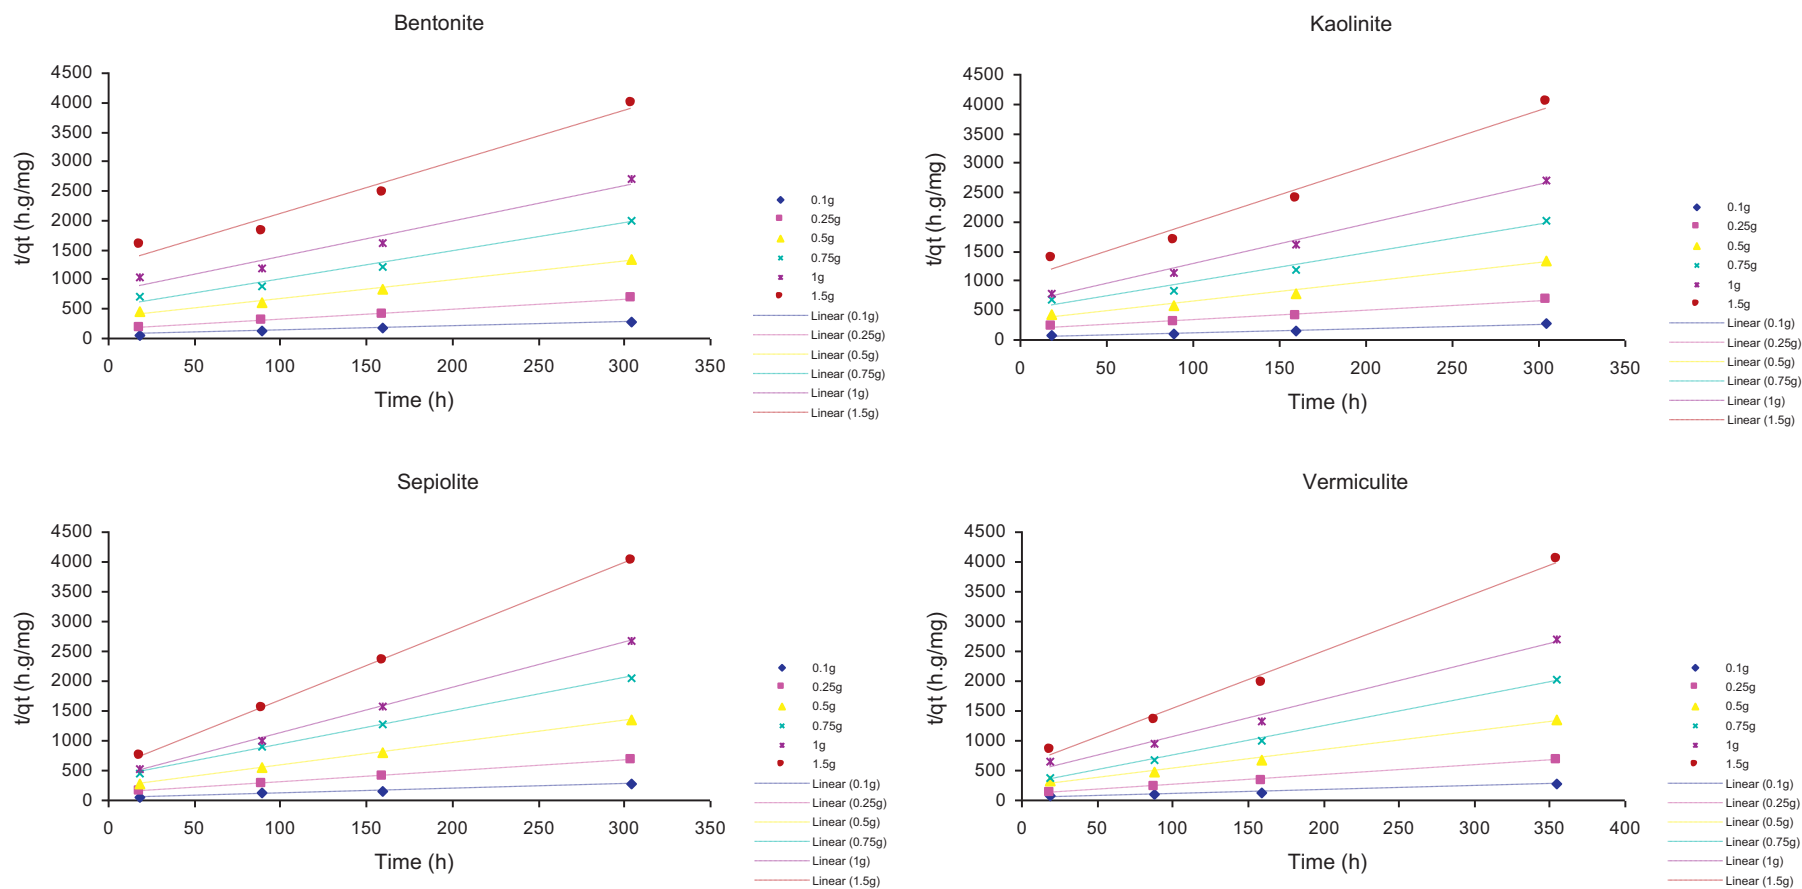 Bentonite
4500
4000
3500
3000
2500
2000
1500
1000
500
0
t/qt (h.g/mg)
0 50 100 150 200 250 300 350
Time (h)
0.1g
0.25g
0.5g
0.75g
1g
1.5g
Linear (0.1g)
Linear (0.25g)
Linear (0.5g)
Linear (0.75g)
Linear (1g)
Linear (1.5g)
Kaolinite
4500
4000
3500
3000
2500
2000
1500
1000
500
0
t/qt (h.g/mg)
0 50 100 150 200 250 300 350
Time (h)
0.1g
0.25g
0.5g
0.75g
1g
1.5g
Linear (0.1g)
Linear (0.25g)
Linear (0.5g)
Linear (0.75g)
Linear (1g)
Linear (1.5g)
Sepiolite
4500
4000
3500
3000
2500
2000
1500
1000
500
0
t/qt (h.g/mg)
0 50 100 150 200 250 300 350
Time (h)
0.1g
0.25g
0.5g
0.75g
1g
1.5g
Linear (0.1g)
Linear (0.25g)
Linear (0.5g)
Linear (0.75g)
Linear (1g)
Linear (1.5g)
Vermiculite
4500
4000
3500
3000
2500
2000
1500
1000
500
0
t/qt (h.g/mg)
0 50 100 150 200 250 300 350 400
Time (h)
0.1g
0.25g
0.5g
0.75g
1g
1.5g
Linear (0.1g)
Linear (0.25g)
Linear (0.5g)
Linear (0.75g)
Linear (1g)
Linear (1.5g)